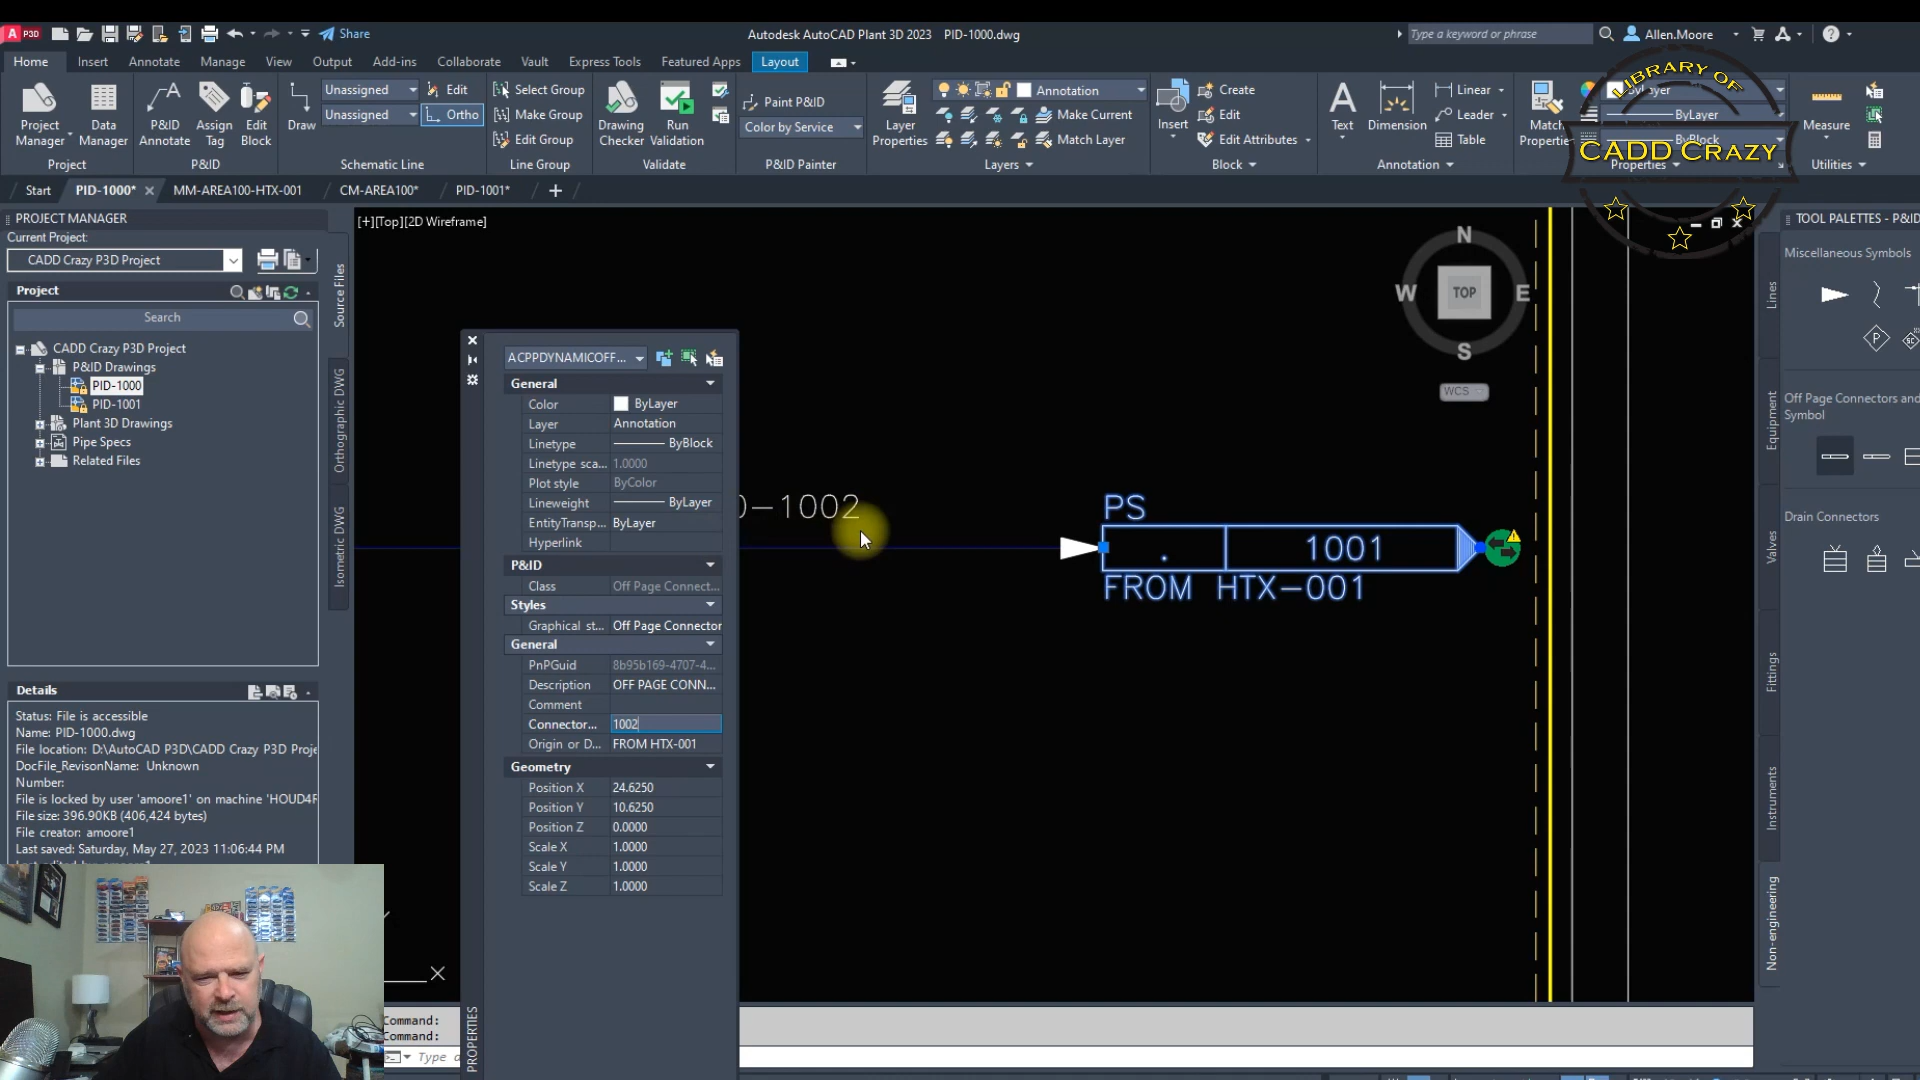 Autodesk AutoCAD Plant 3D 2023 PID-1000.dwg
A P3D
Share
Type a keyword or phrase
Allen.Moore
Home Insert Annotate Manage View Output Add-ins Collaborate Vault Express Tools Featured Apps Layout
Project Manager
Data Manager
Project
P&ID Annotate
Assign Tag
Edit Block
P&ID
Draw
Unassigned
Unassigned
Edit
Ortho
Schematic Line
Select Group
Make Group
Edit Group
Line Group
Drawing Checker
Run Validation
Validate
Paint P&ID
Color by Service
P&ID Painter
Layer Properties
Annotation
Make Current
Match Layer
Layers
Insert
Create
Edit
Edit Attributes
Block
Text
Dimension
Linear
Leader
Table
Annotation
Match Properties
ByLayer
ByLayer
ByBlock
Properties
Measure
Utilities
LIBRARY OF
CADD CRAZY
Start PID-1000* MM-AREA100-HTX-001 CM-AREA100* PID-1001*
PROJECT MANAGER
Current Project:
CADD Crazy P3D Project
Project
Search
CADD Crazy P3D Project
P&ID Drawings
PID-1000
PID-1001
Plant 3D Drawings
Pipe Specs
Related Files
Source Files
Orthographic DWG
Isometric DWG
Details
Status: File is accessible
Name: PID-1000.dwg
File location: D:\AutoCAD P3D\CADD Crazy P3D Proje
DocFile_RevisonName: Unknown
Number:
File is locked by user 'amoore1' on machine 'HOUD4F
File size: 396.90KB (406,424 bytes)
File creator: amoore1
Last saved: Saturday, May 27, 2023 11:06:44 PM
[+][Top][2D Wireframe]
ACPPDYNAMICOFF...
General
Color ByLayer
Layer Annotation
Linetype ByBlock
Linetype sca... 1.0000
Plot style ByColor
Lineweight ByLayer
EntityTransp... ByLayer
Hyperlink
P&ID
Class Off Page Connect...
Styles
Graphical st... Off Page Connector
General
PnPGuid 8b95b169-4707-4...
Description OFF PAGE CONN...
Comment
Connector... 1002
Origin or D... FROM HTX-001
Geometry
Position X 24.6250
Position Y 10.6250
Position Z 0.0000
Scale X 1.0000
Scale Y 1.0000
Scale Z 1.0000
PROPERTIES
-1002
PS
. 1001
FROM HTX-001
N
W TOP E
S
WCS
Command:
Command:
Type a
TOOL PALETTES - P&ID
Miscellaneous Symbols
P
SC
Off Page Connectors and
Symbol
Drain Connectors
Lines
Equipment
Valves
Fittings
Instruments
Non-engineering